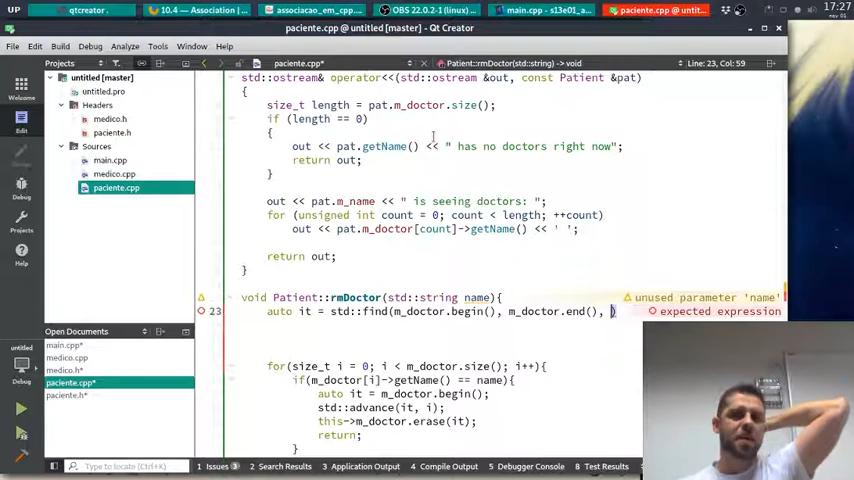 UP qtcreator 10.4 — Association | associacao_em_cpp.... OBS 22.0.2-1 (linux) ... main.cpp - s13e01_a... paciente.cpp @ untit... 17:27 nov 01
paciente.cpp @ untitled [master] - Qt Creator
File Edit Build Debug Analyze Tools Window Help
Projects paciente.cpp* Patient::rmDoctor(std::string) -> void Line: 23, Col: 59
Welcome
Edit
Design
Debug
Projects
Help
untitled
Debug
untitled [master]
untitled.pro
Headers
medico.h
paciente.h
Sources
main.cpp
medico.cpp
paciente.cpp
Open Documents
main.cpp*
medico.cpp
medico.h*
paciente.cpp*
paciente.h*
std::ostream& operator<<(std::ostream &out, const Patient &pat)
{
size_t length = pat.m_doctor.size();
if (length == 0)
{
out << pat.getName() << " has no doctors right now";
return out;
}
out << pat.m_name << " is seeing doctors: ";
for (unsigned int count = 0; count < length; ++count)
out << pat.m_doctor[count]->getName() << ' ';
return out;
}
void Patient::rmDoctor(std::string name){ unused parameter 'name'
23 auto it = std::find(m_doctor.begin(), m_doctor.end(), ) expected expression
for(size_t i = 0; i < m_doctor.size(); i++){
if(m_doctor[i]->getName() == name){
auto it = m_doctor.begin();
std::advance(it, i);
this->m_doctor.erase(it);
return;
}
Type to locate (Ctrl+K) 1 Issues 3 2 Search Results 3 Application Output 4 Compile Output 5 Debugger Console 8 Test Results